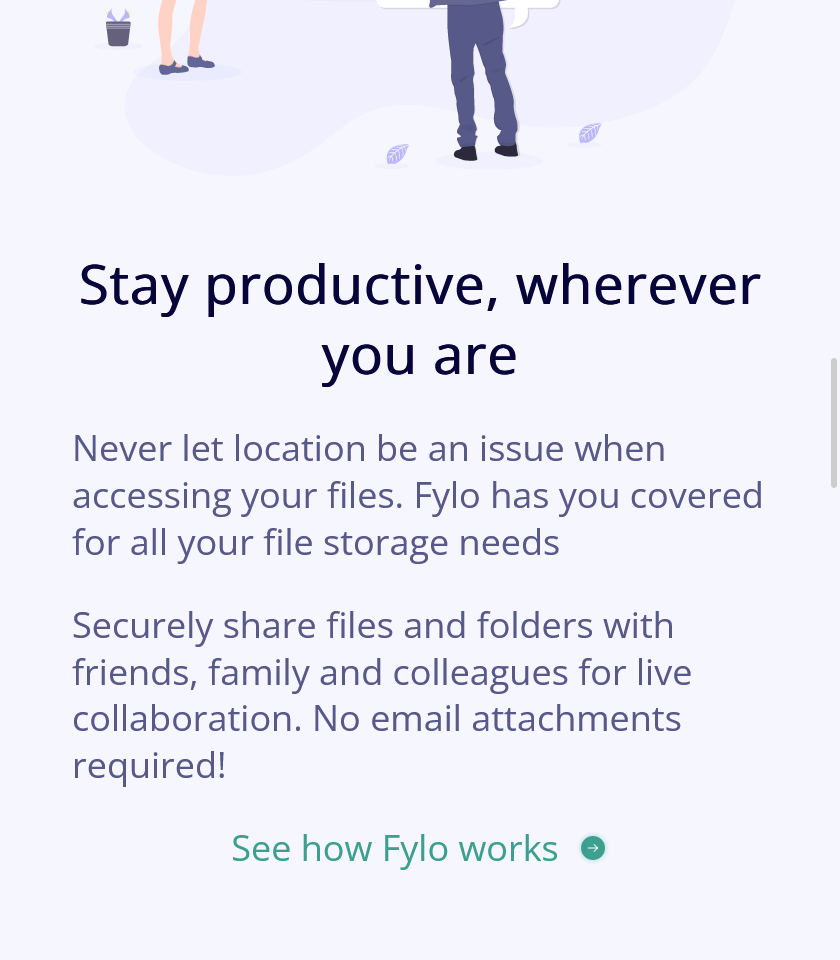 Stay productive, wherever
you are
Never let location be an issue when
accessing your files. Fylo has you covered
for all your file storage needs
Securely share files and folders with
friends, family and colleagues for live
collaboration. No email attachments
required!
See how Fylo works